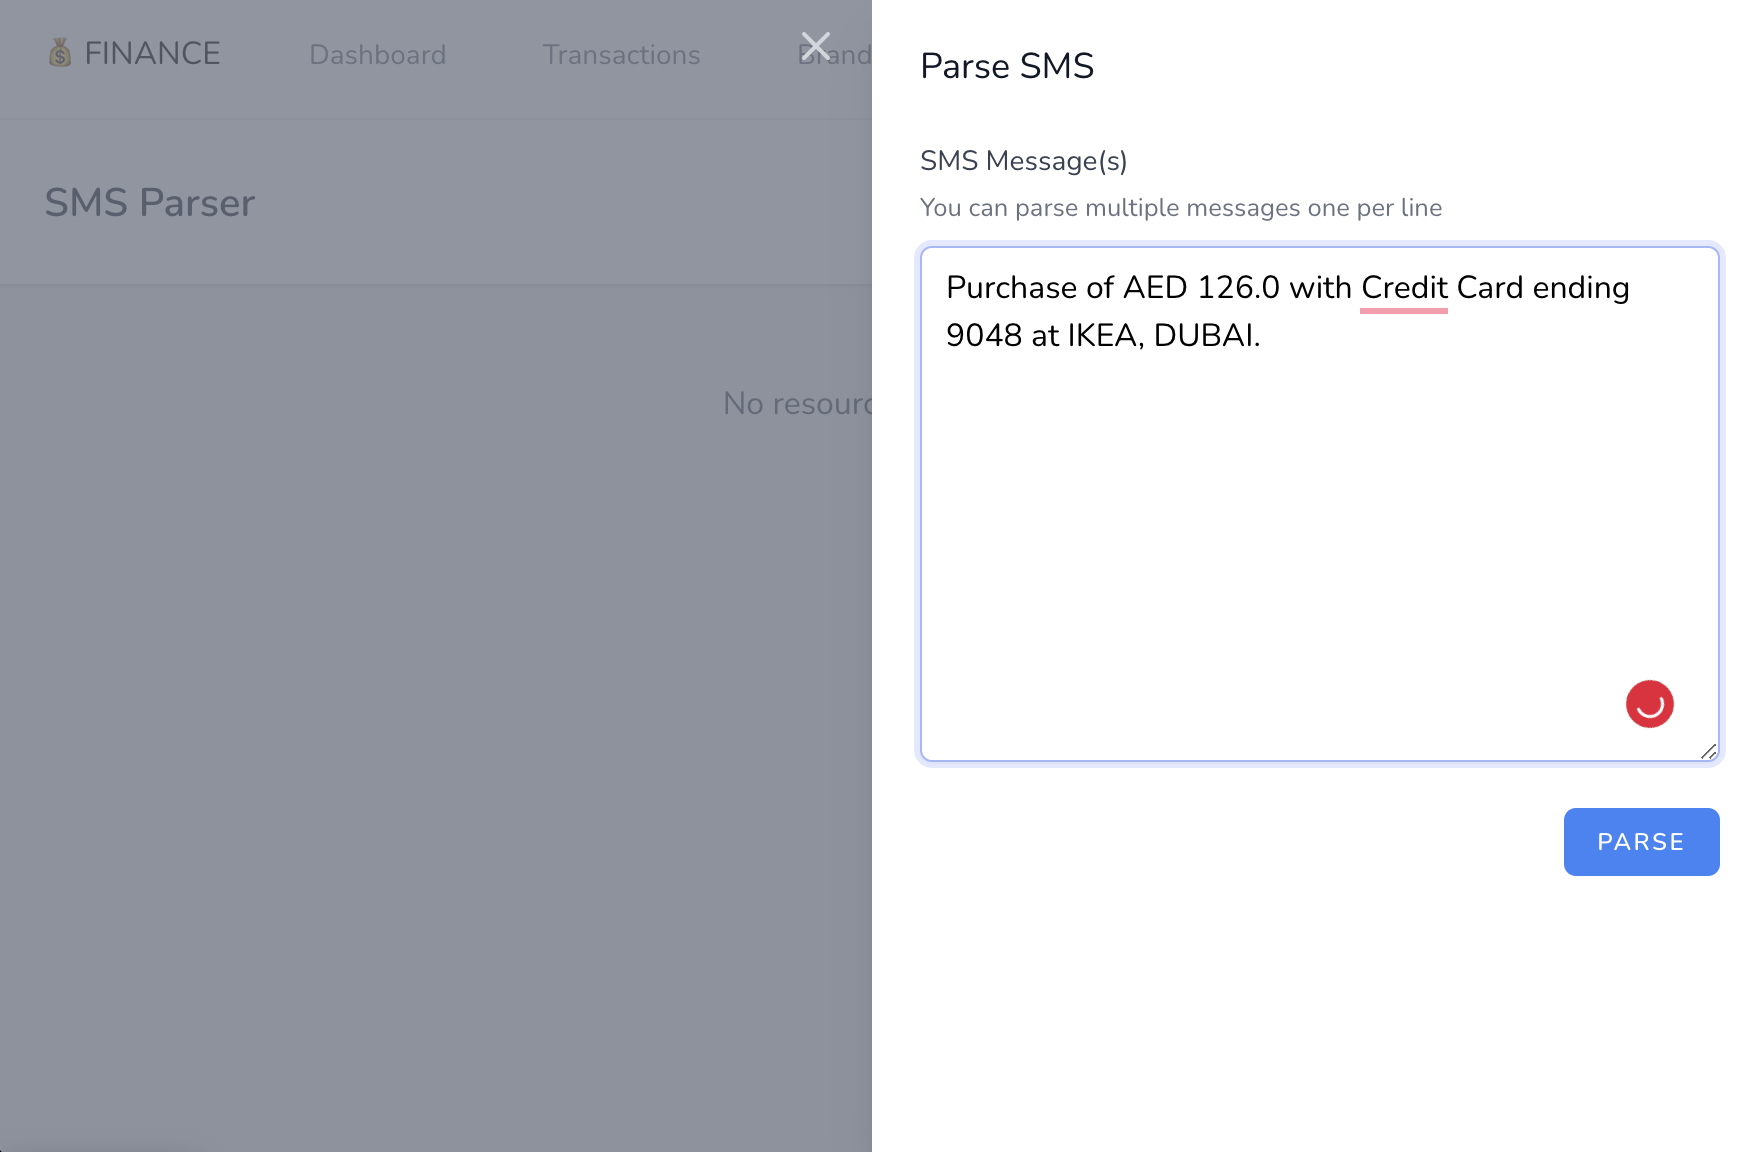 FINANCE Dashboard Transactions Brand
SMS Parser
No resourc
Parse SMS
SMS Message(s)
You can parse multiple messages one per line
Purchase of AED 126.0 with Credit Card ending
9048 at IKEA, DUBAI.
PARSE